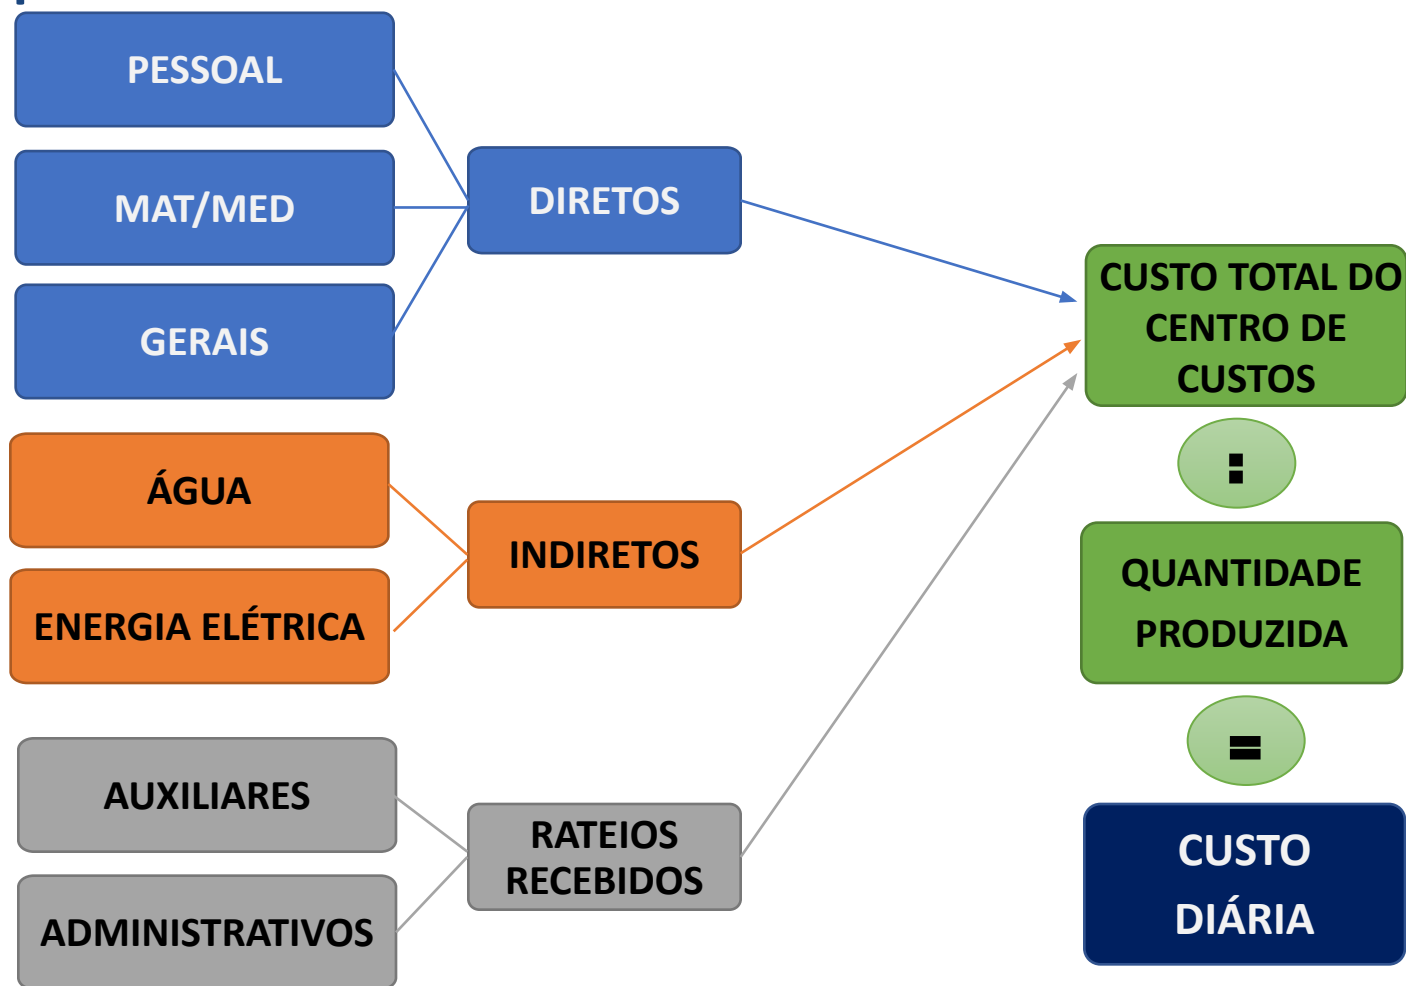 PESSOAL
MAT/MED
GERAIS
DIRETOS
ÁGUA
ENERGIA ELÉTRICA
INDIRETOS
AUXILIARES
ADMINISTRATIVOS
RATEIOS
RECEBIDOS
CUSTO TOTAL DO
CENTRO DE
CUSTOS
:
QUANTIDADE
PRODUZIDA
=
CUSTO
DIÁRIA